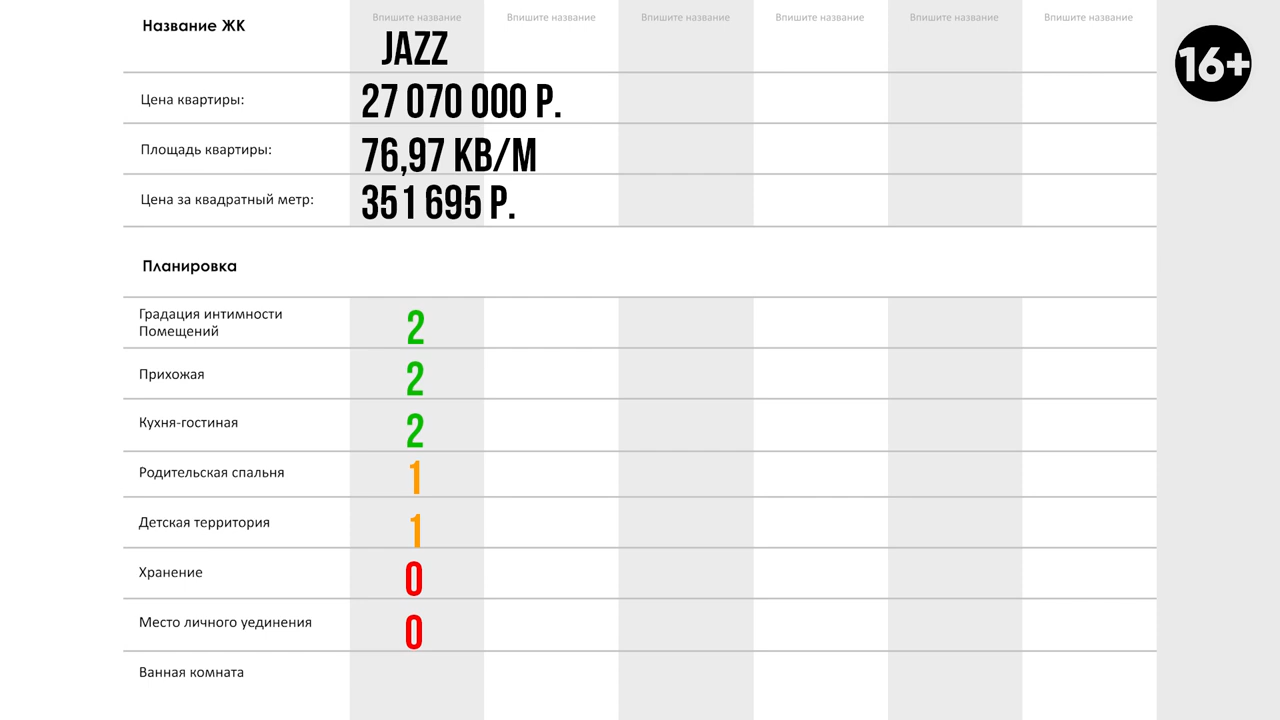 Название ЖК
Впишите название
Впишите название
Впишите название
Впишите название
Впишите название
Впишите название
JAZZ
16+
Цена квартиры:
27 070 000 Р.
Площадь квартиры:
76,97 КВ/М
Цена за квадратный метр:
351 695 Р.
Планировка
Градация интимности
Помещений
2
Прихожая
2
Кухня-гостиная
2
Родительская спальня
1
Детская территория
1
Хранение
0
Место личного уединения
0
Ванная комната